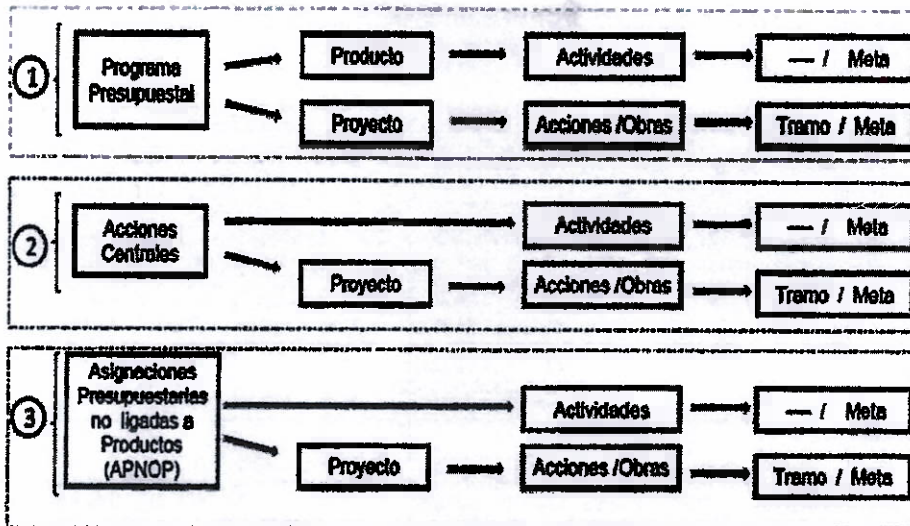 1
Programa
Presupuestal
Producto
Actividades
— / Meta
Proyecto
Acciones /Obras
Tramo / Meta
2
Acciones
Centrales
Actividades
— / Meta
Proyecto
Acciones /Obras
Tramo / Meta
3
Asignaciones
Presupuestarias
no ligadas a
Productos
(APNOP)
Actividades
— / Meta
Proyecto
Acciones /Obras
Tramo / Meta